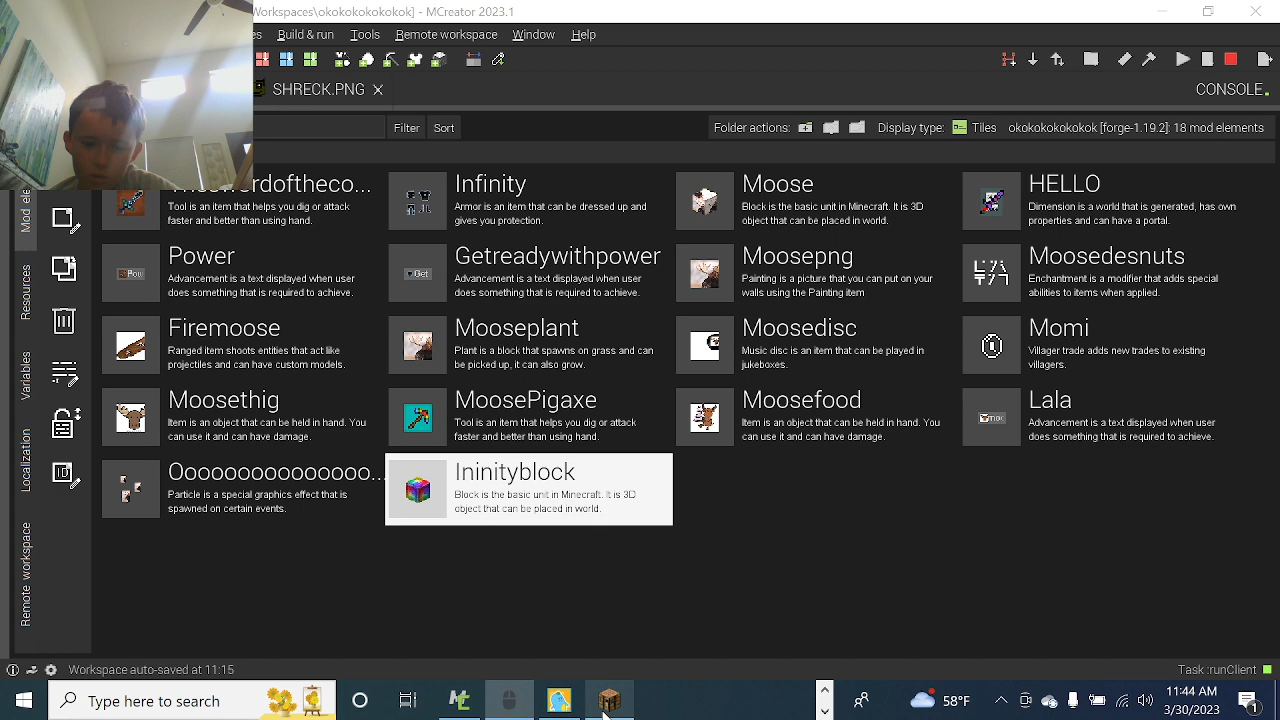 Workspaces\okokokokokok] - MCreator 2023.1
es Build & run Tools Remote workspace Window Help
SHRECK.PNG
CONSOLE
Filter Sort Folder actions: Display type: Tiles okokokokokok [forge-1.19.2]: 18 mod elements
Mod ele
Resources
Variables
Localization
Remote workspace
Tool is an item that helps you dig or attack
faster and better than using hand.
Infinity
Armor is an item that can be dressed up and
gives you protection.
Moose
Block is the basic unit in Minecraft. It is 3D
object that can be placed in world.
HELLO
Dimension is a world that is generated, has own
properties and can have a portal.
Power
Advancement is a text displayed when user
does something that is required to achieve.
Getreadywithpower
Advancement is a text displayed when user
does something that is required to achieve.
Moosepng
Painting is a picture that you can put on your
walls using the Painting item
Moosedesnuts
Enchantment is a modifier that adds special
abilities to items when applied.
Firemoose
Ranged item shoots entities that act like
projectiles and can have custom models.
Mooseplant
Plant is a block that spawns on grass and can
be picked up, it can also grow.
Moosedisc
Music disc is an item that can be played in
jukeboxes.
Momi
Villager trade adds new trades to existing
villagers.
Moosethig
Item is an object that can be held in hand. You
can use it and can have damage.
MoosePigaxe
Tool is an item that helps you dig or attack
faster and better than using hand.
Moosefood
Item is an object that can be held in hand. You
can use it and can have damage.
Lala
Advancement is a text displayed when user
does something that is required to achieve.
Ooooooooooooooo...
Particle is a special graphics effect that is
spawned on certain events.
Ininityblock
Block is the basic unit in Minecraft. It is 3D
object that can be placed in world.
Workspace auto-saved at 11:15
Task :runClient
Type here to search
58°F
11:44 AM
3/30/2023
1